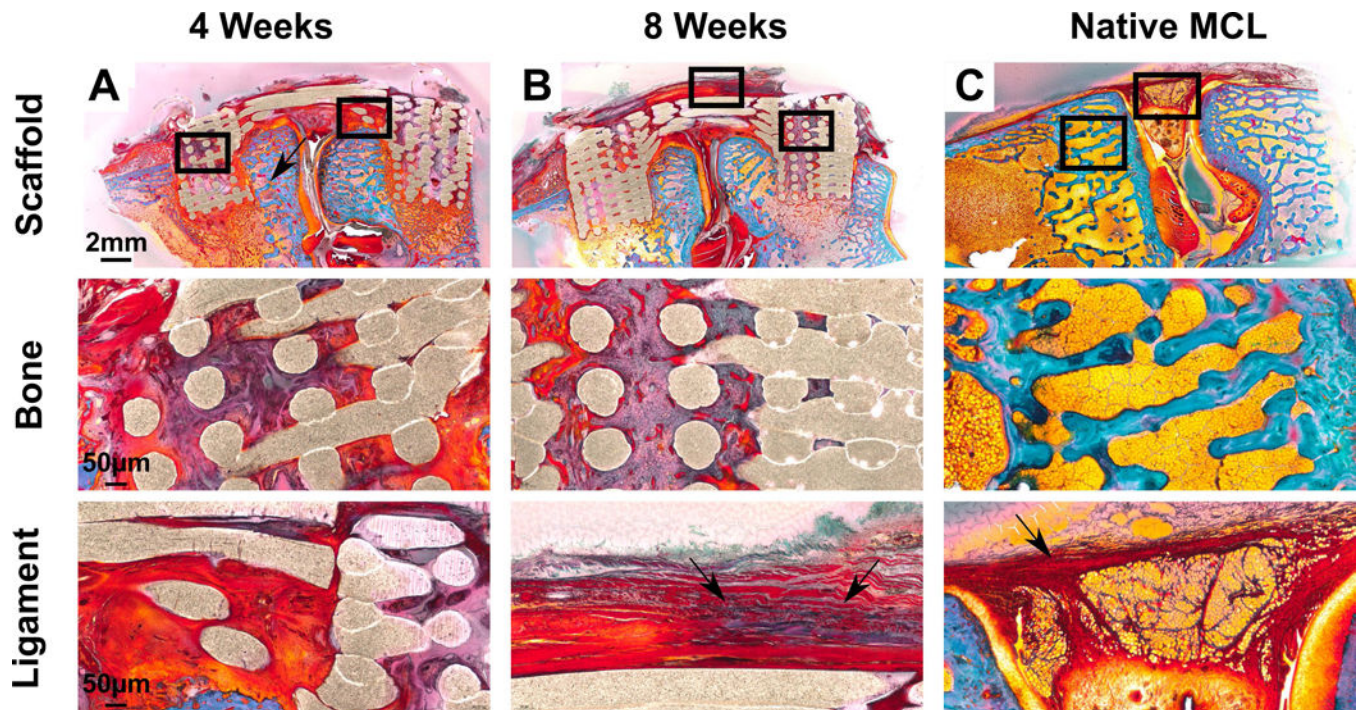 4 Weeks
8 Weeks
Native MCL
Scaffold
A
B
C
2mm
Bone
50μm
Ligament
50μm